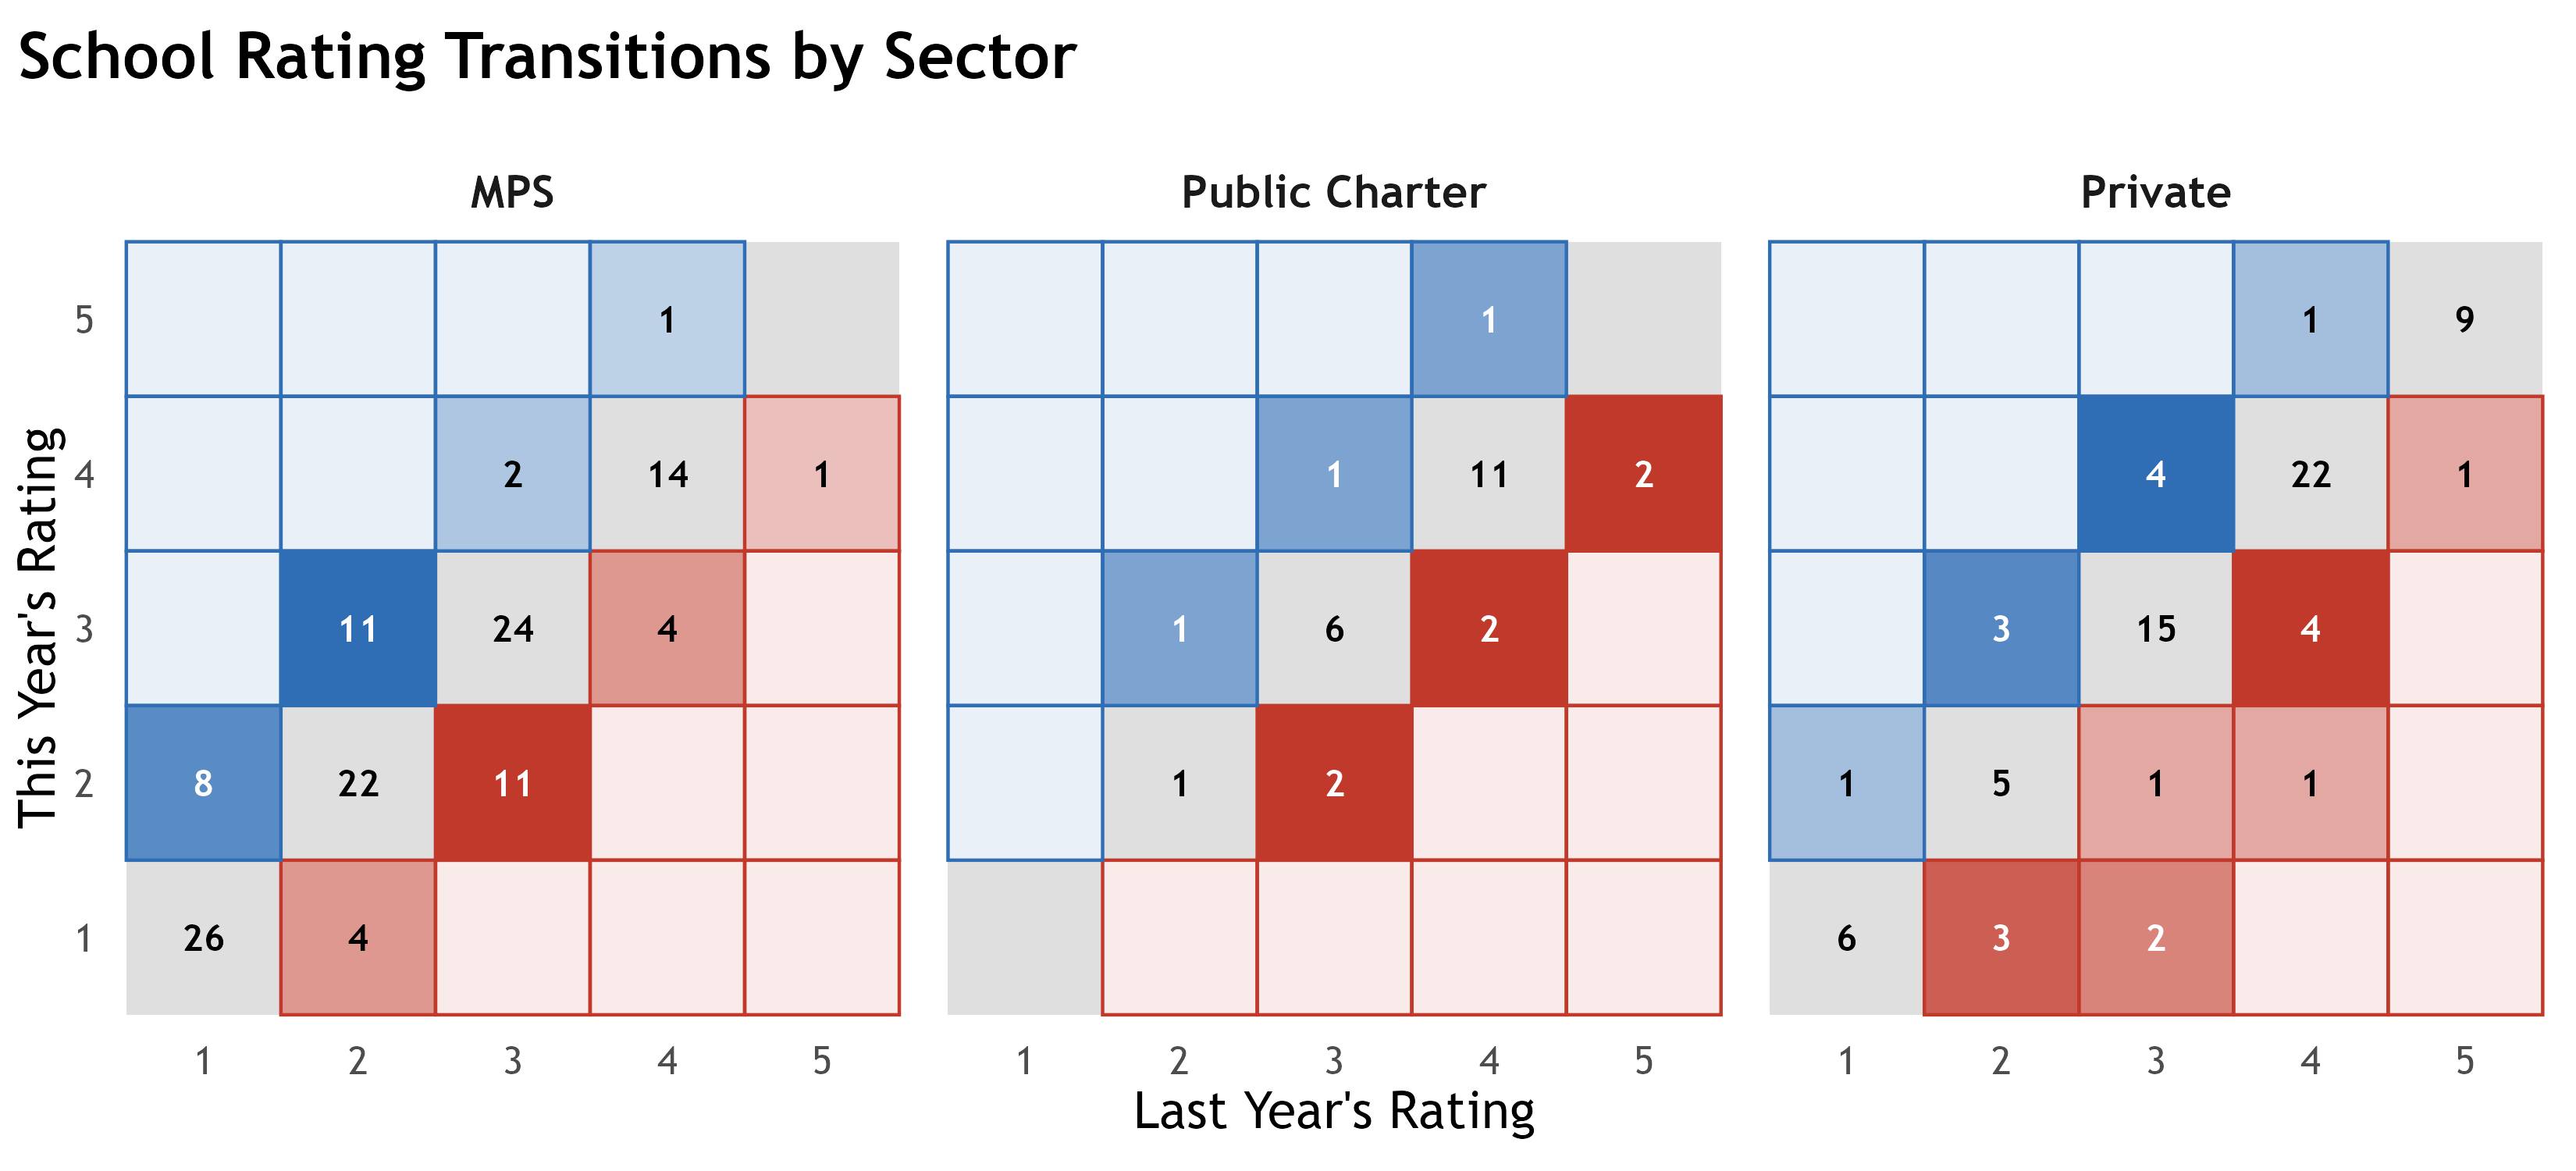 School Rating Transitions by Sector
MPS Public Charter Private
This Year's Rating
5 1 1 1 9
4 2 14 1 1 11 2 4 22 1
3 11 24 4 1 6 2 3 15 4
2 8 22 11 1 2 1 5 1 1
1 26 4 6 3 2
1 2 3 4 5 1 2 3 4 5 1 2 3 4 5
Last Year's Rating